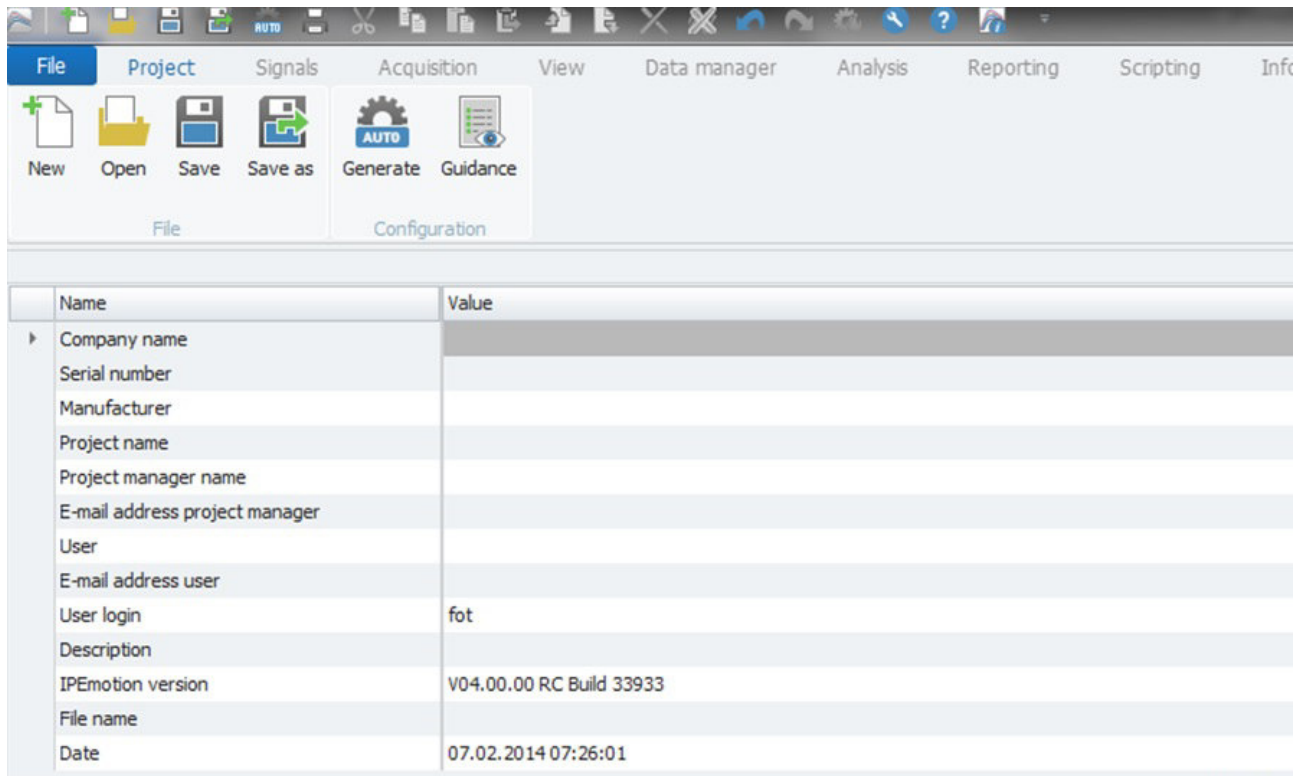 AUTO
?
File Project Signals Acquisition View Data manager Analysis Reporting Scripting Info
AUTO
New Open Save Save as Generate Guidance
File Configuration
Name Value
Company name
Serial number
Manufacturer
Project name
Project manager name
E-mail address project manager
User
E-mail address user
User login fot
Description
IPEmotion version V04.00.00 RC Build 33933
File name
Date 07.02.2014 07:26:01